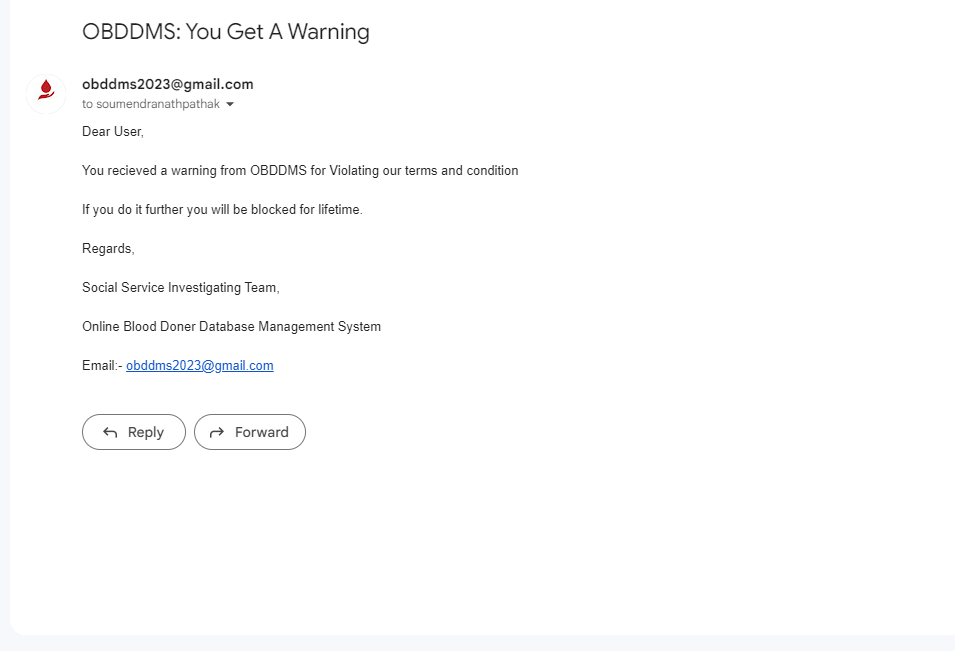 OBDDMS: You Get A Warning
obddms2023@gmail.com
to soumendranathpathak
Dear User,
You recieved a warning from OBDDMS for Violating our terms and condition
If you do it further you will be blocked for lifetime.
Regards,
Social Service Investigating Team,
Online Blood Doner Database Management System
Email:- obddms2023@gmail.com
Reply Forward